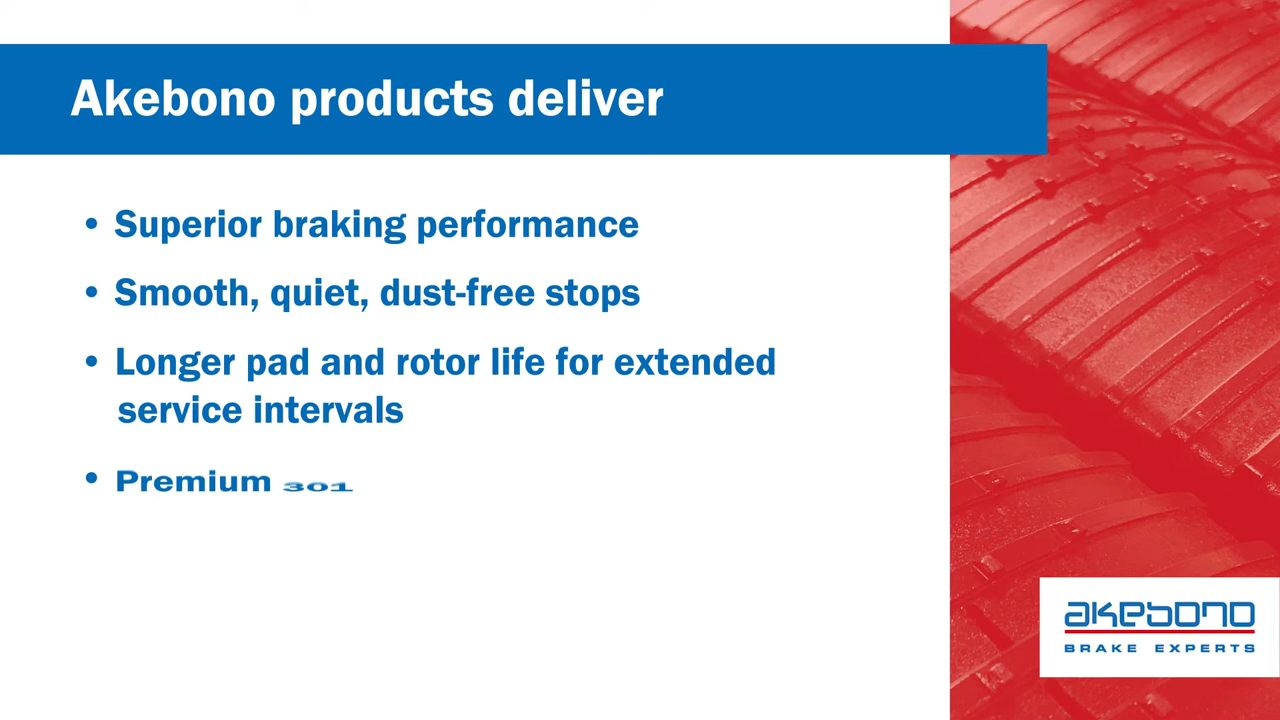 Akebono products deliver
• Superior braking performance
• Smooth, quiet, dust-free stops
• Longer pad and rotor life for extended
service intervals
• Premium 301
akebono
BRAKE EXPERTS